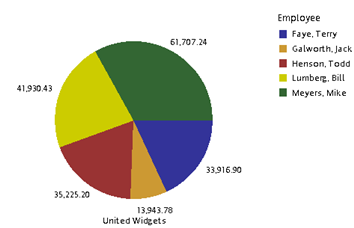 Employee
Faye, Terry
Galworth, Jack
Henson, Todd
Lumberg, Bill
Meyers, Mike
61,707.24
41,930.43
33,916.90
35,225.20
13,943.78
United Widgets